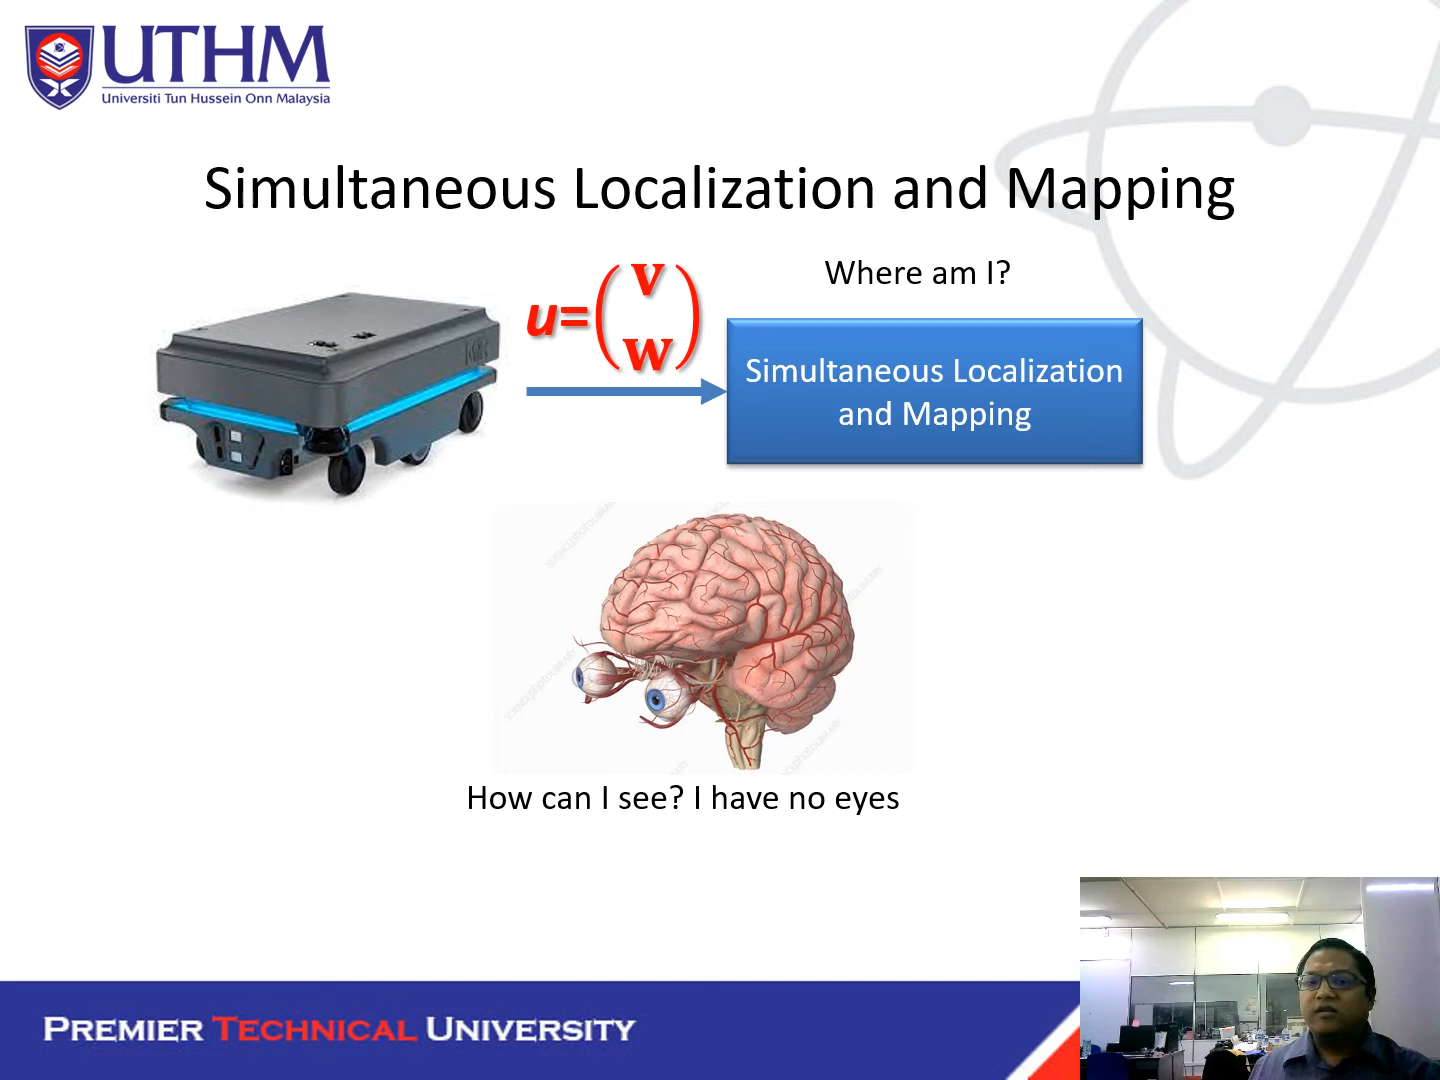 UTHM
Universiti Tun Hussein Onn Malaysia
Simultaneous Localization and Mapping
u=(v
w)
Where am I?
Simultaneous Localization
and Mapping
SCIENCEPHOTOLIBRARY
How can I see? I have no eyes
PREMIER TECHNICAL UNIVERSITY